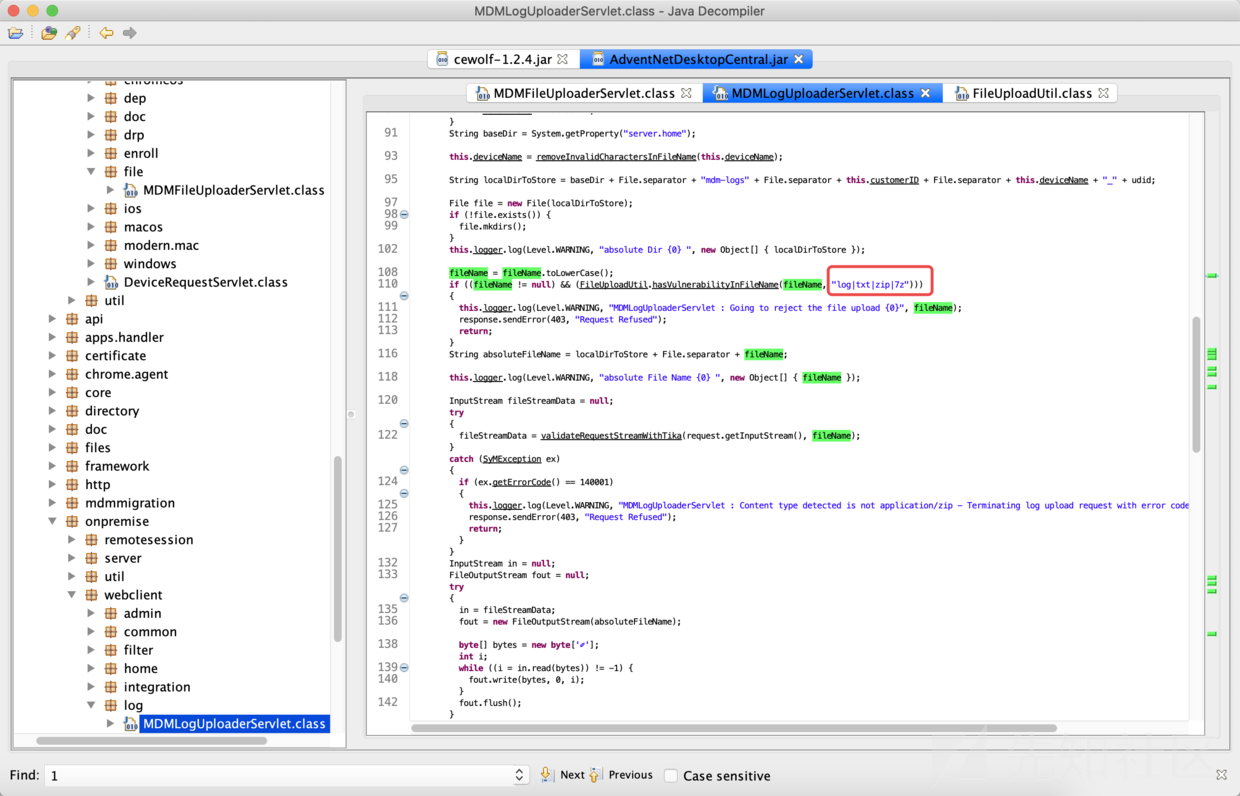 MDMLogUploaderServlet.class - Java Decompiler
cewolf-1.2.4.jar
AdventNetDesktopCentral.jar
chromeos
dep
doc
drp
enroll
file
MDMFileUploaderServlet.class
ios
macos
modern.mac
windows
DeviceRequestServlet.class
util
api
apps.handler
certificate
chrome.agent
core
directory
doc
files
framework
http
mdmmigration
onpremise
remotesession
server
util
webclient
admin
common
filter
home
integration
log
MDMLogUploaderServlet.class
MDMFileUploaderServlet.class
MDMLogUploaderServlet.class
FileUploadUtil.class
}
91 String baseDir = System.getProperty("server.home");
93 this.deviceName = removeInvalidCharactersInFileName(this.deviceName);
95 String localDirToStore = baseDir + File.separator + "mdm-logs" + File.separator + this.customerID + File.separator + this.deviceName + "_" + udid;
97 File file = new File(localDirToStore);
98 if (!file.exists()) {
99 file.mkdirs();
}
102 this.logger.log(Level.WARNING, "absolute Dir {0} ", new Object[] { localDirToStore });
108 fileName = fileName.toLowerCase();
110 if ((fileName != null) && (FileUploadUtil.hasVulnerabilityInFileName(fileName, "log|txt|zip|7z")))
{
111 this.logger.log(Level.WARNING, "MDMLogUploaderServlet : Going to reject the file upload {0}", fileName);
112 response.sendError(403, "Request Refused");
113 return;
}
116 String absoluteFileName = localDirToStore + File.separator + fileName;
118 this.logger.log(Level.WARNING, "absolute File Name {0} ", new Object[] { fileName });
120 InputStream fileStreamData = null;
try
{
122 fileStreamData = validateRequestStreamWithTika(request.getInputStream(), fileName);
}
catch (SyMException ex)
{
124 if (ex.getErrorCode() == 140001)
{
125 this.logger.log(Level.WARNING, "MDMLogUploaderServlet : Content type detected is not application/zip - Terminating log upload request with error code
126 response.sendError(403, "Request Refused");
127 return;
}
}
132 InputStream in = null;
133 FileOutputStream fout = null;
try
{
135 in = fileStreamData;
136 fout = new FileOutputStream(absoluteFileName);
138 byte[] bytes = new byte['✐'];
int i;
139 while ((i = in.read(bytes)) != -1) {
140 fout.write(bytes, 0, i);
}
142 fout.flush();
}
Find: 1 Next Previous Case sensitive